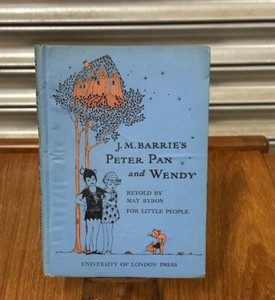 J. M. BARRIE'S
PETER PAN
and WENDY
RETOLD BY
MAY BYRON
FOR LITTLE PEOPLE
UNIVERSITY OF LONDON PRESS